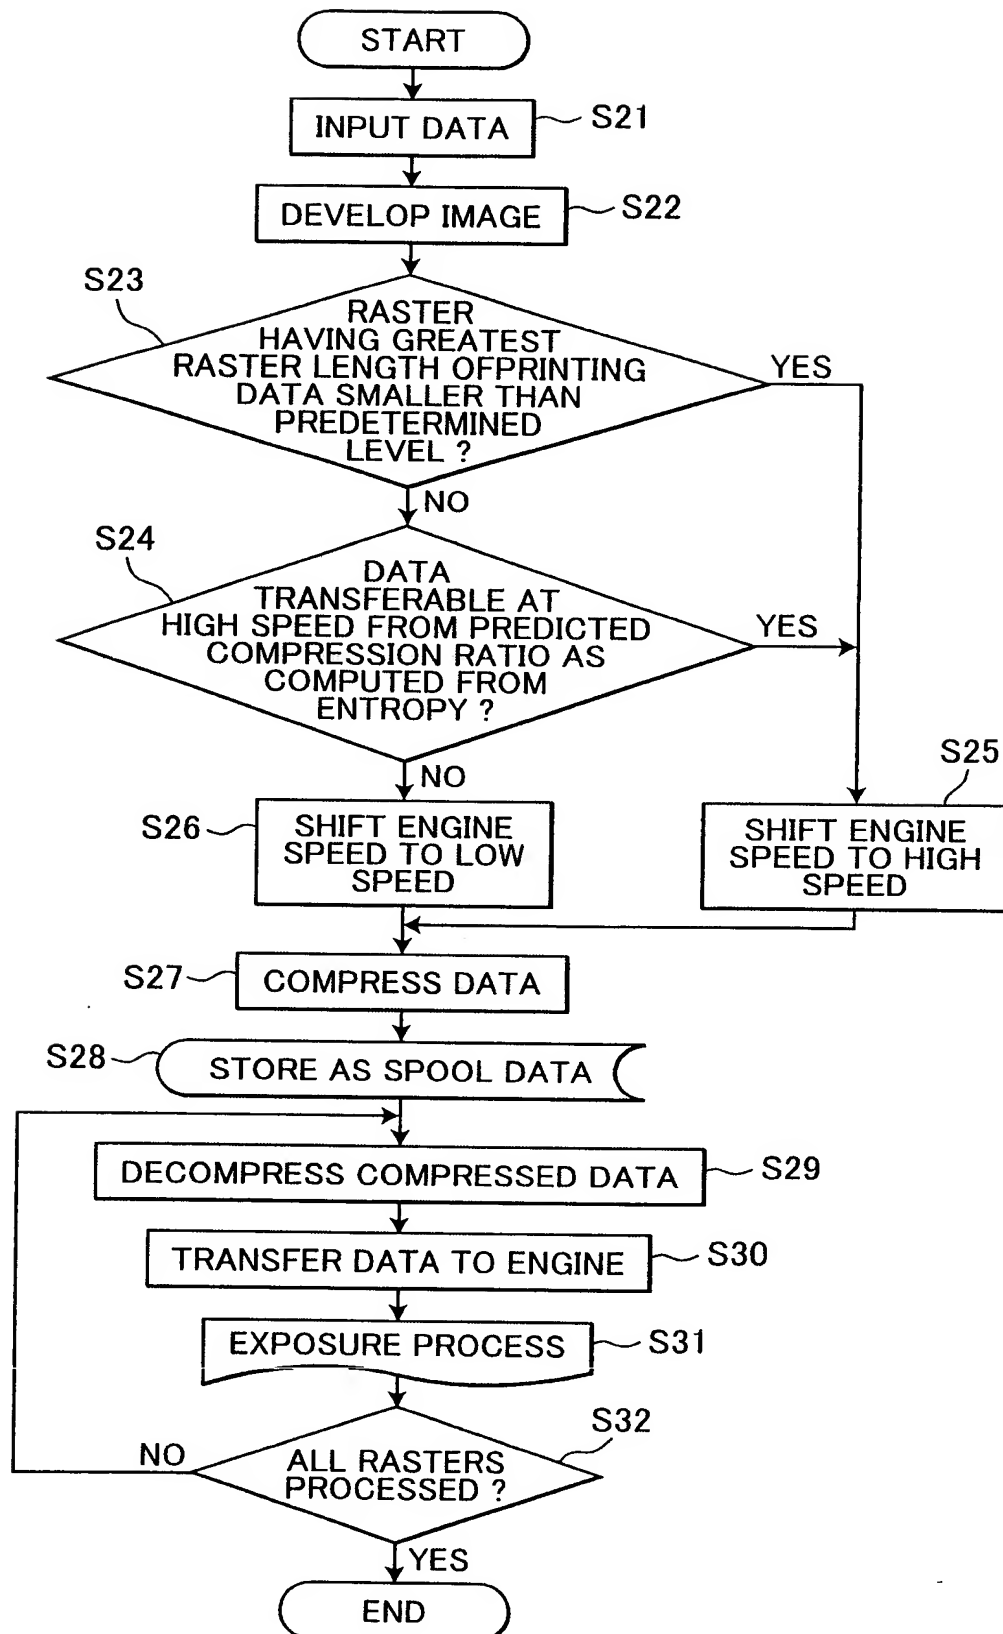 START
INPUT DATA
S21
DEVELOP IMAGE
S22
S23
RASTER
HAVING GREATEST
RASTER LENGTH OFPRINTING
DATA SMALLER THAN
PREDETERMINED
LEVEL ?
YES
NO
S24
DATA
TRANSFERABLE AT
HIGH SPEED FROM PREDICTED
COMPRESSION RATIO AS
COMPUTED FROM
ENTROPY ?
YES
NO
S25
S26
SHIFT ENGINE
SPEED TO LOW
SPEED
SHIFT ENGINE
SPEED TO HIGH
SPEED
S27
COMPRESS DATA
S28
STORE AS SPOOL DATA
DECOMPRESS COMPRESSED DATA
S29
TRANSFER DATA TO ENGINE
S30
EXPOSURE PROCESS
S31
S32
NO
ALL RASTERS
PROCESSED ?
YES
END